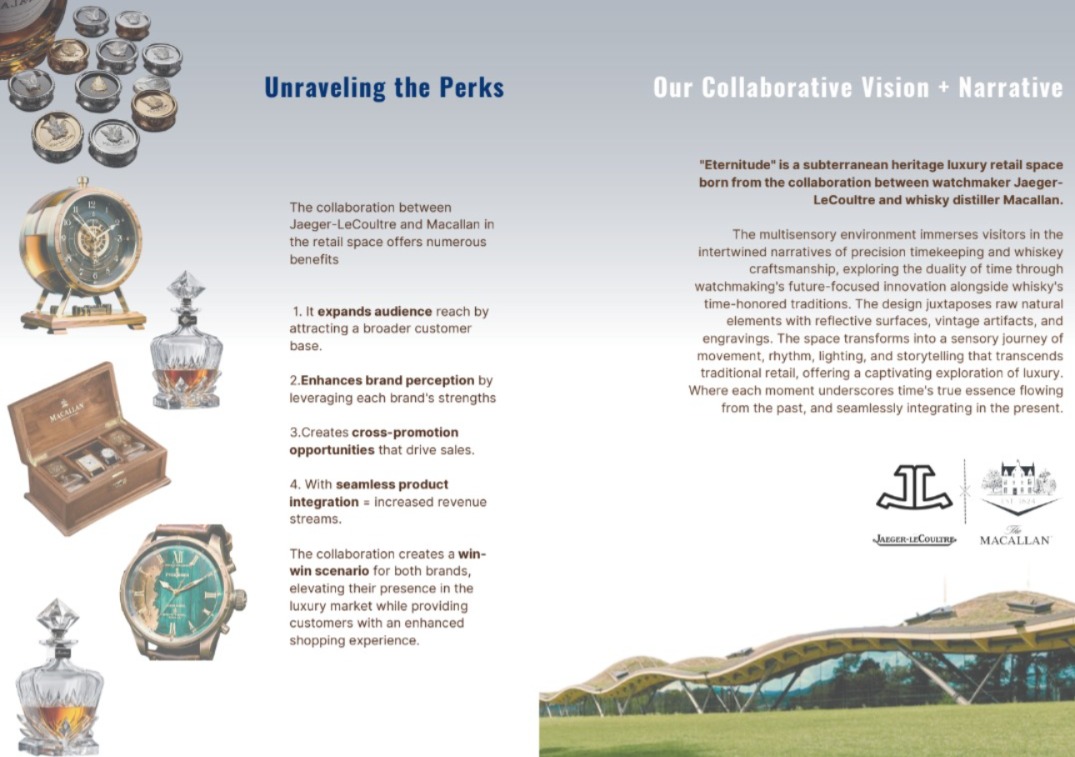 Unraveling the Perks
The collaboration between
Jaeger-LeCoultre and Macallan in
the retail space offers numerous
benefits
1. It expands audience reach by
attracting a broader customer
base.
2.Enhances brand perception by
leveraging each brand's strengths
3.Creates cross-promotion
opportunities that drive sales.
4. With seamless product
integration = increased revenue
streams.
The collaboration creates a win-
win scenario for both brands,
elevating their presence in the
luxury market while providing
customers with an enhanced
shopping experience.
Our Collaborative Vision + Narrative
"Eternitude" is a subterranean heritage luxury retail space
born from the collaboration between watchmaker Jaeger-
LeCoultre and whisky distiller Macallan.
The multisensory environment immerses visitors in the
intertwined narratives of precision timekeeping and whiskey
craftsmanship, exploring the duality of time through
watchmaking's future-focused innovation alongside whisky's
time-honored traditions. The design juxtaposes raw natural
elements with reflective surfaces, vintage artifacts, and
engravings. The space transforms into a sensory journey of
movement, rhythm, lighting, and storytelling that transcends
traditional retail, offering a captivating exploration of luxury.
Where each moment underscores time's true essence flowing
from the past, and seamlessly integrating in the present.
JAEGER-LECOULTRE
EST. 1824
The
MACALLAN
The
MACALLAN